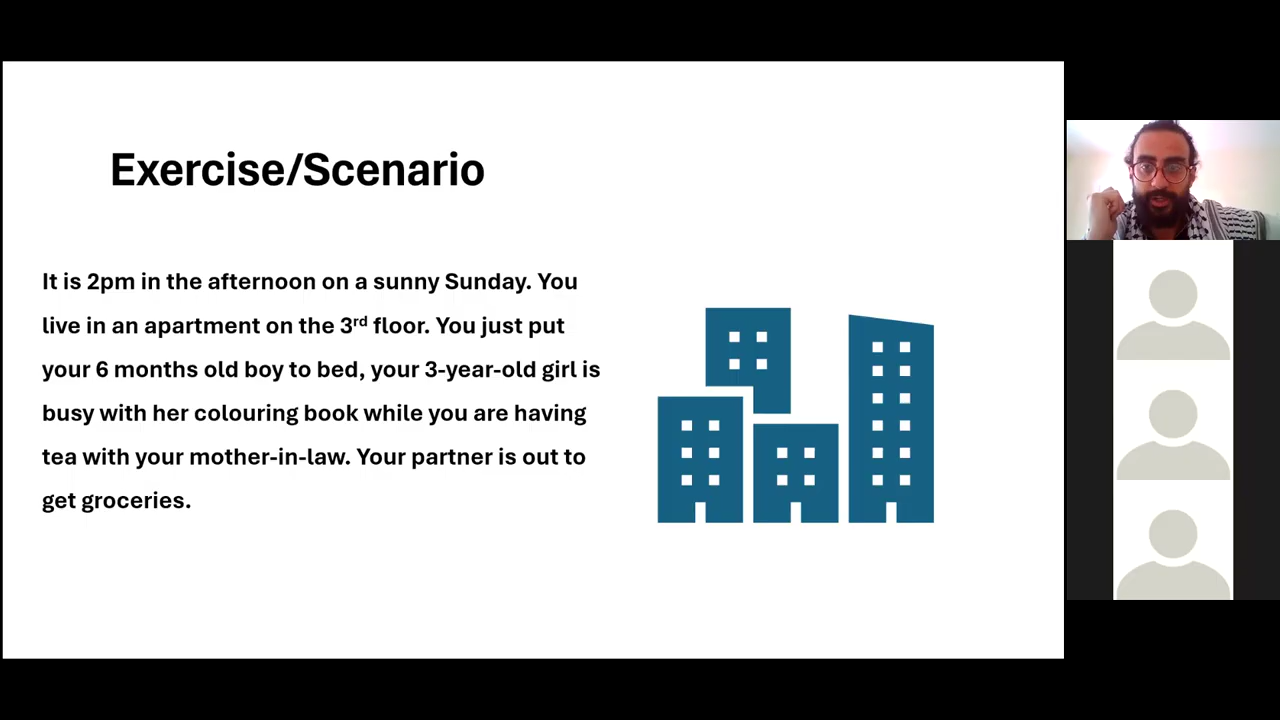 Exercise/Scenario
It is 2pm in the afternoon on a sunny Sunday. You
live in an apartment on the 3rd floor. You just put
your 6 months old boy to bed, your 3-year-old girl is
busy with her colouring book while you are having
tea with your mother-in-law. Your partner is out to
get groceries.